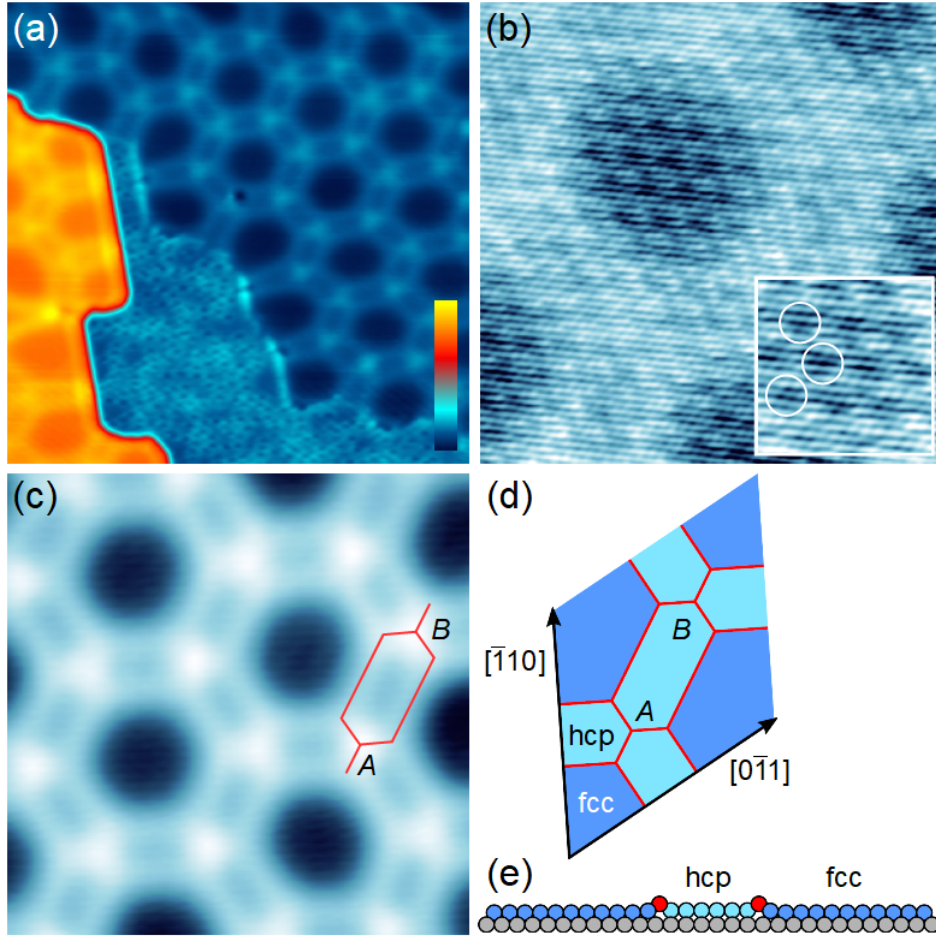 (a)
(b)
(c)
B
A
(d)
[1̅10]
B
A
hcp
fcc
[01̅1]
(e)
hcp
fcc